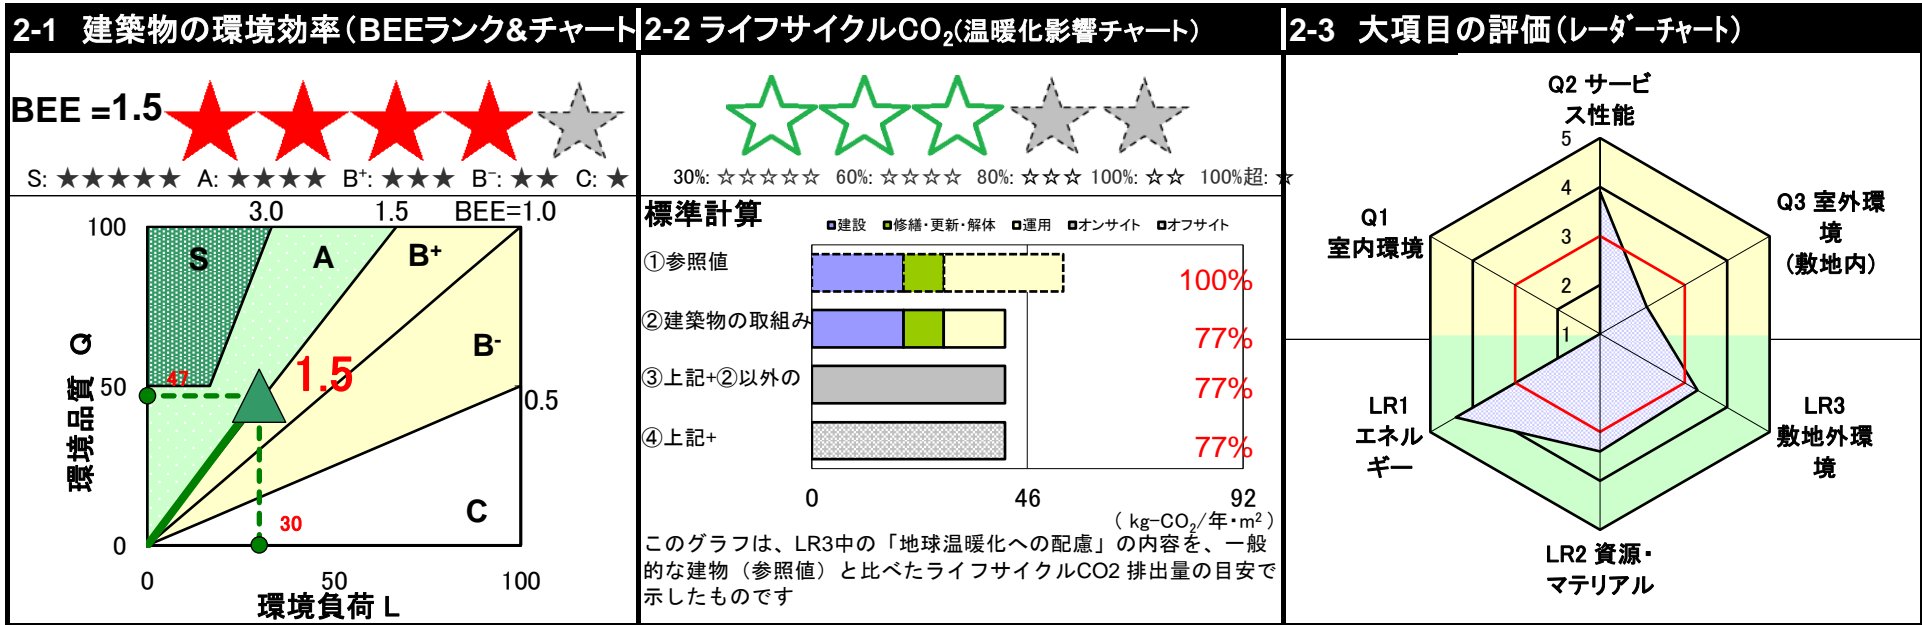 2-1 建築物の環境効率(BEEランク&チャート
BEE =1.5
S: ★★★★★ A: ★★★★ B+: ★★★ B−: ★★ C: ★
3.0 1.5 BEE=1.0
100
S
A
B+
B-
環境品質 Q
50
47
1.5
0.5
C
30
0
0 50 100
環境負荷 L
2-2 ライフサイクルCO2(温暖化影響チャート)
30%: ☆☆☆☆☆ 60%: ☆☆☆☆ 80%: ☆☆☆ 100%: ☆☆ 100%超: ☆
標準計算
建設 修繕・更新・解体 運用 オンサイト オフサイト
①参照値 100%
②建築物の取組み 77%
③上記+②以外の 77%
④上記+ 77%
0 46 92
( kg-CO2/年・m2 )
このグラフは、LR3中の「地球温暖化への配慮」の内容を、一般
的な建物(参照値)と比べたライフサイクルCO2 排出量の目安で
示したものです
2-3 大項目の評価(レーダーチャート)
Q2 サービ
ス性能
5
4
3
2
1
Q1
室内環境
Q3 室外環
境
(敷地内)
LR1
エネル
ギー
LR3
敷地外環
境
LR2 資源・
マテリアル